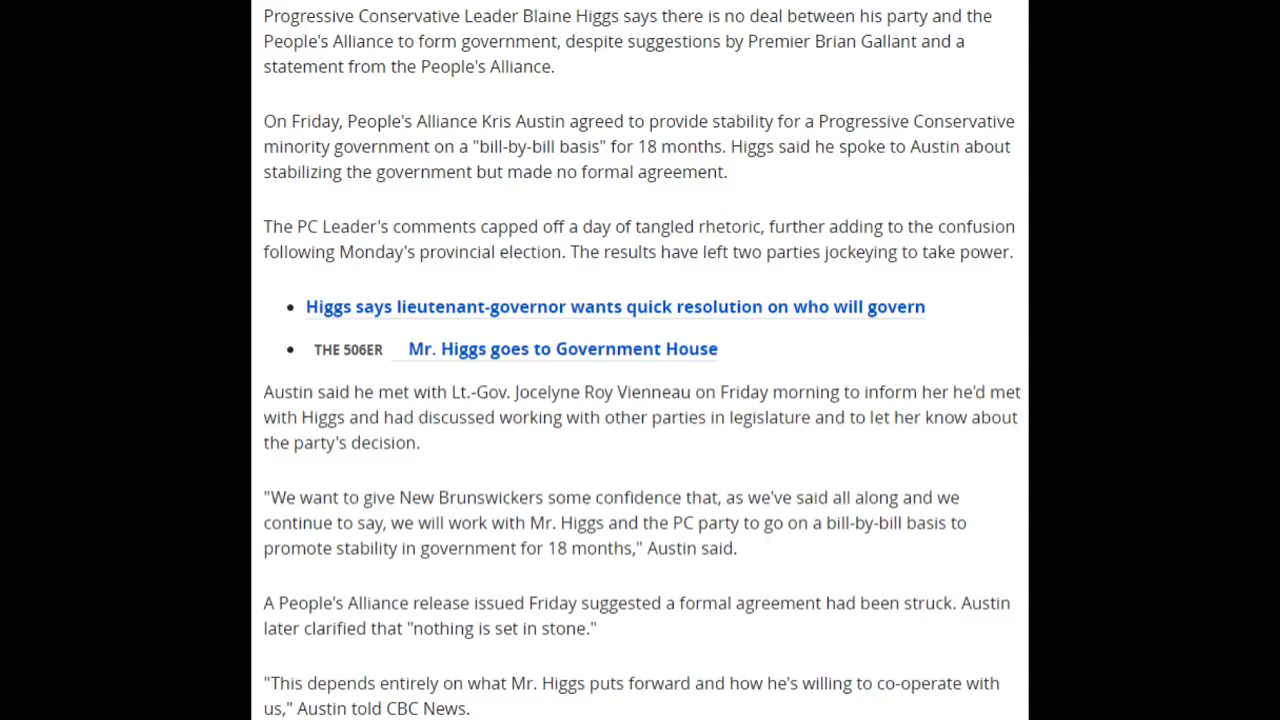 Progressive Conservative Leader Blaine Higgs says there is no deal between his party and the
People's Alliance to form government, despite suggestions by Premier Brian Gallant and a
statement from the People's Alliance.
On Friday, People's Alliance Kris Austin agreed to provide stability for a Progressive Conservative
minority government on a "bill-by-bill basis" for 18 months. Higgs said he spoke to Austin about
stabilizing the government but made no formal agreement.
The PC Leader's comments capped off a day of tangled rhetoric, further adding to the confusion
following Monday's provincial election. The results have left two parties jockeying to take power.
• Higgs says lieutenant-governor wants quick resolution on who will govern
• THE 506ER Mr. Higgs goes to Government House
Austin said he met with Lt.-Gov. Jocelyne Roy Vienneau on Friday morning to inform her he'd met
with Higgs and had discussed working with other parties in legislature and to let her know about
the party's decision.
"We want to give New Brunswickers some confidence that, as we've said all along and we
continue to say, we will work with Mr. Higgs and the PC party to go on a bill-by-bill basis to
promote stability in government for 18 months," Austin said.
A People's Alliance release issued Friday suggested a formal agreement had been struck. Austin
later clarified that "nothing is set in stone."
"This depends entirely on what Mr. Higgs puts forward and how he's willing to co-operate with
us," Austin told CBC News.